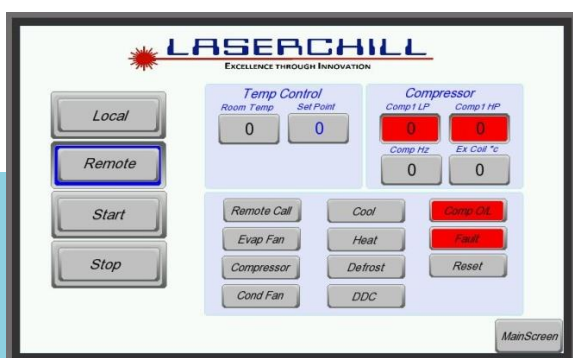 LASERCHILL
EXCELLENCE THROUGH INNOVATION
Local
Remote
Start
Stop
Temp Control
Room Temp Set Point
0 0
Compressor
Comp1 LP Comp1 HP
0 0
Comp Hz Ex Coil °c
0 0
Remote Call Cool Comp O/L
Evap Fan Heat Fault
Compressor Defrost Reset
Cond Fan DDC
MainScreen